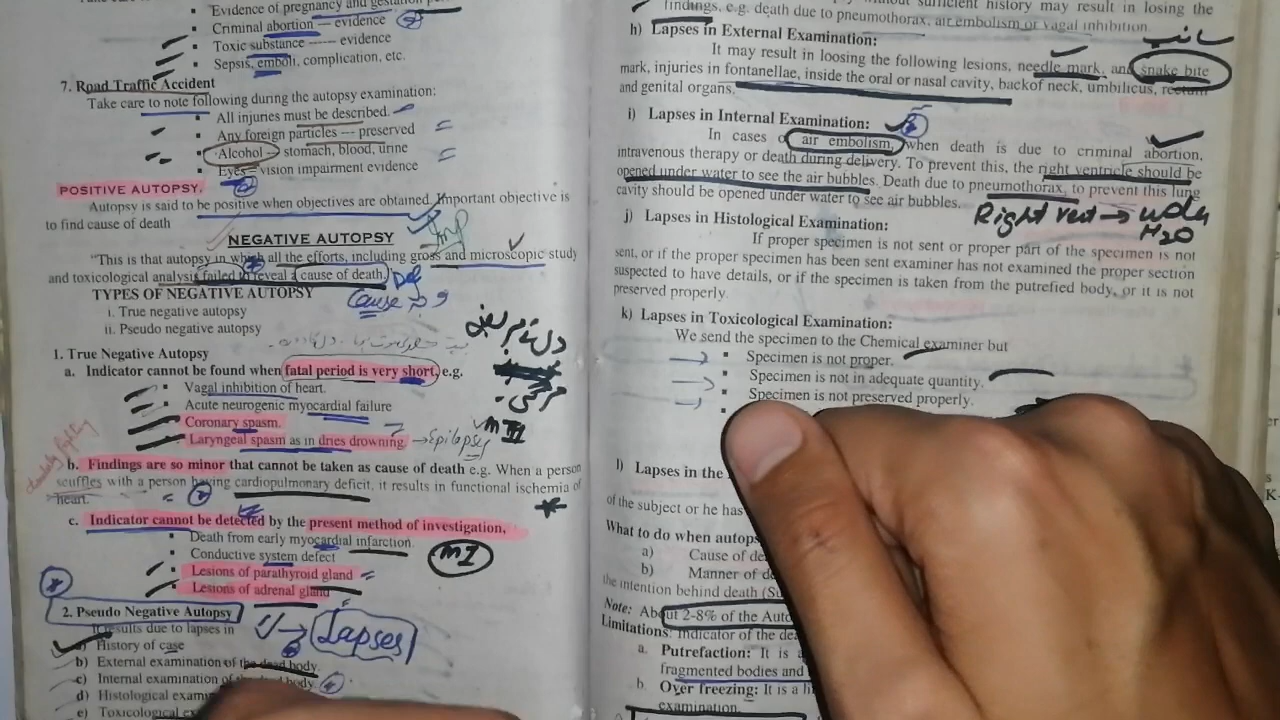 Evidence of pregnancy and gestation
Criminal abortion — evidence
Toxic substance ------ evidence
Sepsis, emboli, complication, etc.
7. Road Traffic Accident
Take care to note following during the autopsy examination:
All injuries must be described.
Any foreign particles --- preserved
Alcohol — stomach, blood, urine
Eyes – vision impairment evidence
POSITIVE AUTOPSY.
Autopsy is said to be positive when objectives are obtained. Important objective is
to find cause of death
Imp
NEGATIVE AUTOPSY
"This is that autopsy in which all the efforts, including gross and microscopic study
and toxicological analysis failed to reveal a cause of death.
TYPES OF NEGATIVE AUTOPSY
Cause
i. True negative autopsy
ii. Pseudo negative autopsy
1. True Negative Autopsy
a. Indicator cannot be found when fatal period is very short, e.g.
Vagal inhibition of heart.
Acute neurogenic myocardial failure
Coronary spasm.
Laryngeal spasm as in dries drowning → Epilepsy
b. Findings are so minor that cannot be taken as cause of death e.g. When a person
scuffles with a person having cardiopulmonary deficit, it results in functional ischemia of
heart.
c. Indicator cannot be detected by the present method of investigation,
Death from early myocardial infarction.
MI
Conductive system defect
Lesions of parathyroid gland
Lesions of adrenal gland
2. Pseudo Negative Autopsy
Lapses
It results due to lapses in
a) History of case
b) External examination of the dead body.
c) Internal examination of the dead body
d) Histological
e) Toxicological
sufficient history may result in losing the
findings, e.g. death due to pneumothorax, air embolism or vagal inhibition.
h) Lapses in External Examination:
سانپ
It may result in loosing the following lesions, needle mark, and snake bite
mark, injuries in fontanellae, inside the oral or nasal cavity, backof neck, umbilicus, rectum
and genital organs.
i) Lapses in Internal Examination:
In cases o air embolism, when death is due to criminal abortion,
intravenous therapy or death during delivery. To prevent this, the right ventricle should be
opened under water to see the air bubbles. Death due to pneumothorax, to prevent this lung
cavity should be opened under water to see air bubbles.
Right vent →
H2O
j) Lapses in Histological Examination:
If proper specimen is not sent or proper part of the specimen is not
sent, or if the proper specimen has been sent examiner has not examined the proper section
suspected to have details, or if the specimen is taken from the putrefied body, or it is not
preserved properly.
k) Lapses in Toxicological Examination:
We send the specimen to the Chemical examiner but
Specimen is not proper.
Specimen is not in adequate quantity.
Specimen is not preserved properly.
l) Lapses in the
of the subject or he has
What to do when
a) Cause of
b) Manner of
the intention behind death
Note: About 2-8% of the
Limitations: Indicator of the
a. Putrefaction: It is
fragmented bodies and
b. Over freezing: It is a
examination.